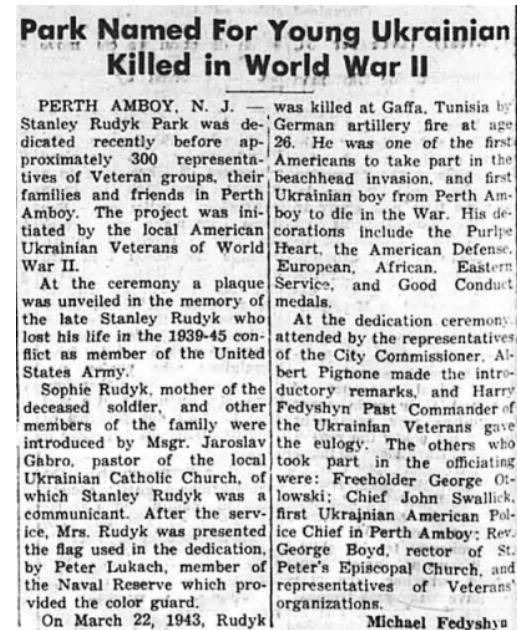 Park Named For Young Ukrainian
Killed in World War II
PERTH AMBOY, N. J. —
Stanley Rudyk Park was de-
dicated recently before ap-
proximately 300 representa-
tives of Veteran groups, their
families and friends in Perth
Amboy. The project was ini-
tiated by the local American
Ukrainian Veterans of World
War II.
At the ceremony a plaque
was unveiled in the memory of
the late Stanley Rudyk who
lost his life in the 1939-45 con-
flict as member of the United
States Army.
Sophie Rudyk, mother of the
deceased soldier, and other
members of the family were
introduced by Msgr. Jaroslav
Gabro, pastor of the local
Ukrainian Catholic Church, of
which Stanley Rudyk was a
communicant. After the serv-
ice, Mrs. Rudyk was presented
the flag used in the dedication,
by Peter Lukach, member of
the Naval Reserve which pro-
vided the color guard.
On March 22, 1943, Rudyk
was killed at Gaffa, Tunisia by
German artillery fire at age
26. He was one of the first
Americans to take part in the
beachhead invasion, and first
Ukrainian boy from Perth Am-
boy to die in the War. His de-
corations include the Purlpe
Heart, the American Defense,
European, African, Eastern
Service, and Good Conduct
medals.
At the dedication ceremony
attended by the representatives
of the City Commissioner, Al-
bert Pignone made the intro-
ductory remarks, and Harry
Fedyshyn Past Commander of
the Ukrainian Veterans gave
the eulogy. The others who
took part in the officiating
were: Freeholder George Ot-
lowski; Chief John Swallick,
first Ukrainian American Pol-
ice Chief in Perth Amboy; Rev.
George Boyd, rector of St.
Peter's Episcopal Church, and
representatives of Veterans'
organizations.
Michael Fedyshyn